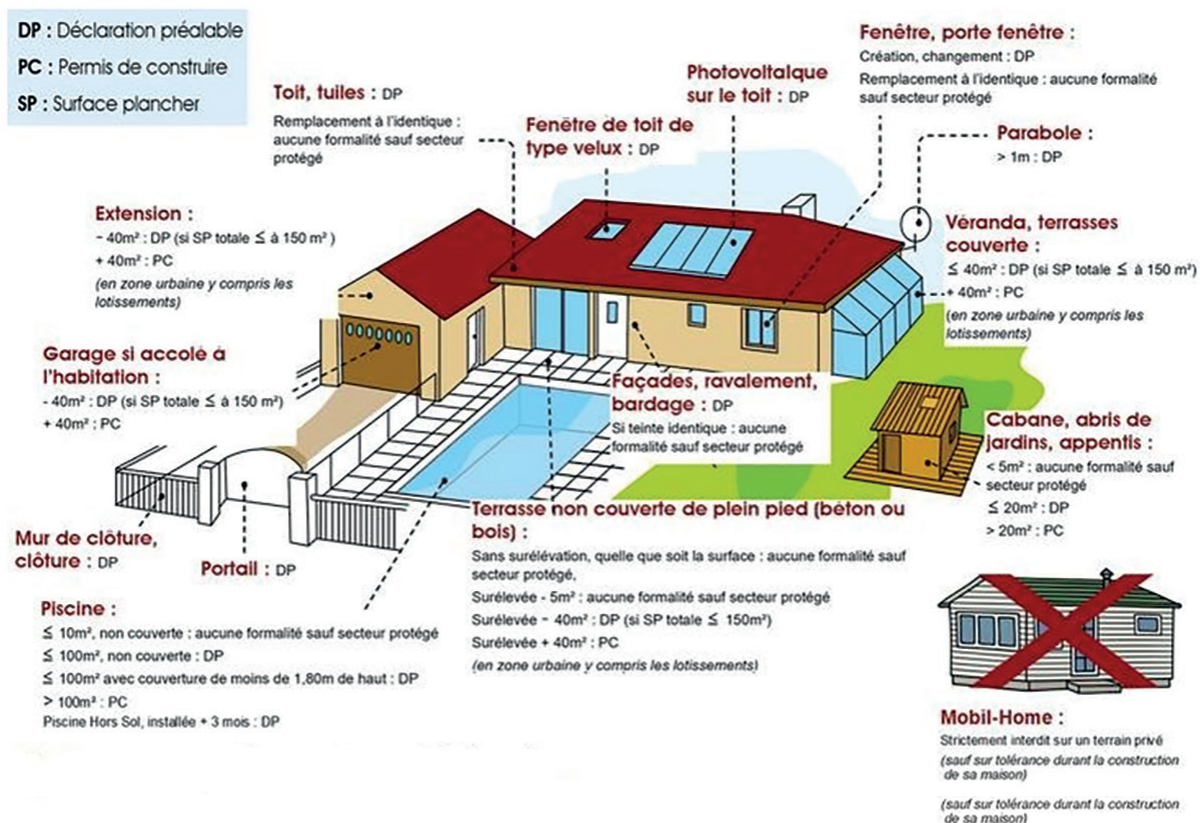 DP : Déclaration préalable
PC : Permis de construire
SP : Surface plancher
Toit, tuiles : DP
Remplacement à l'identique :
aucune formalité sauf secteur
protégé
Fenêtre de toit de
type velux : DP
Photovoltaïque
sur le toit : DP
Fenêtre, porte fenêtre :
Création, changement : DP
Remplacement à l'identique : aucune formalité
sauf secteur protégé
Parabole :
> 1m : DP
Extension :
- 40m² : DP (si SP totale ≤ à 150 m² )
+ 40m² : PC
(en zone urbaine y compris les
lotissements)
Véranda, terrasses
couverte :
≤ 40m² : DP (si SP totale ≤ à 150 m²)
+ 40m² : PC
(en zone urbaine y compris les
lotissements)
Garage si accolé à
l'habitation :
- 40m² : DP (si SP totale ≤ à 150 m²)
+ 40m² : PC
Façades, ravalement,
bardage : DP
Si teinte identique : aucune
formalité sauf secteur protégé
Cabane, abris de
jardins, appentis :
< 5m² : aucune formalité sauf
secteur protégé
≤ 20m² : DP
> 20m² : PC
Mur de clôture,
clôture : DP
Portail : DP
Terrasse non couverte de plein pied (béton ou
bois) :
Sans surélévation, quelle que soit la surface : aucune formalité sauf
secteur protégé,
Surélevée - 5m² : aucune formalité sauf secteur protégé
Surélevée - 40m² : DP (si SP totale ≤ 150m²)
Surélevée + 40m² : PC
(en zone urbaine y compris les lotissements)
Piscine :
≤ 10m², non couverte : aucune formalité sauf secteur protégé
≤ 100m², non couverte : DP
≤ 100m² avec couverture de moins de 1,80m de haut : DP
> 100m² : PC
Piscine Hors Sol, installée + 3 mois : DP
Mobil-Home :
Strictement interdit sur un terrain privé
(sauf sur tolérance durant la construction
de sa maison)
(sauf sur tolérance durant la construction
de sa maison)